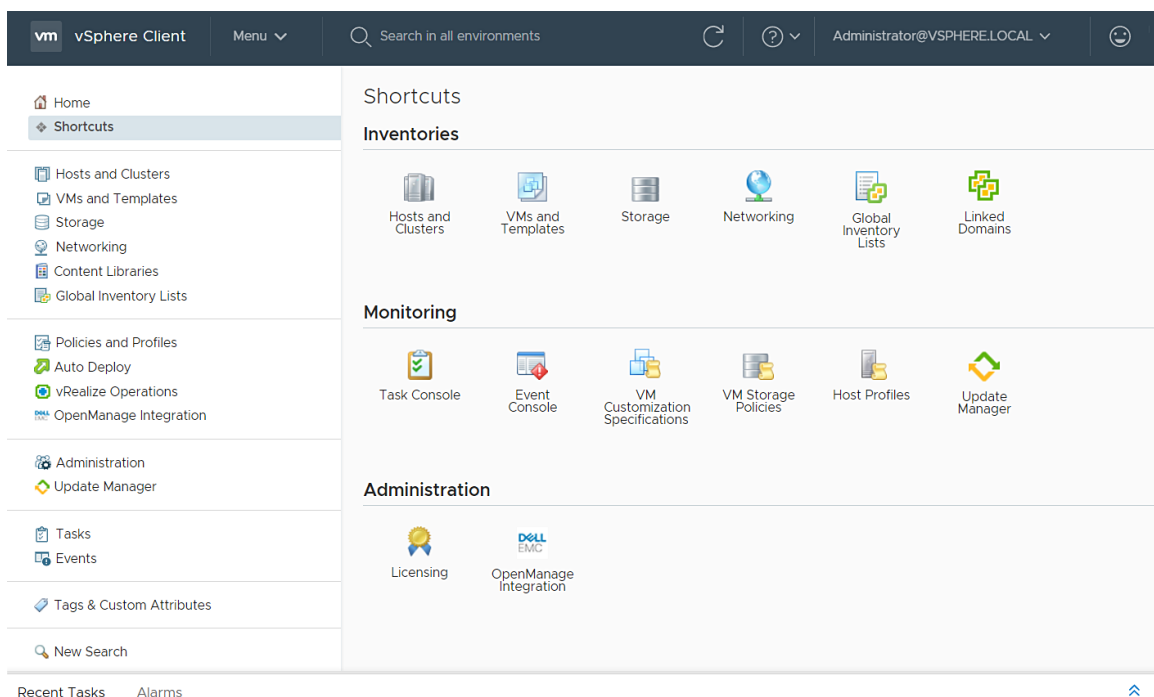 vm vSphere Client Menu Search in all environments Administrator@VSPHERE.LOCAL
Home
Shortcuts
Hosts and Clusters
VMs and Templates
Storage
Networking
Content Libraries
Global Inventory Lists
Policies and Profiles
Auto Deploy
vRealize Operations
DELL EMC OpenManage Integration
Administration
Update Manager
Tasks
Events
Tags & Custom Attributes
New Search
Shortcuts
Inventories
Hosts and
Clusters
VMs and
Templates
Storage
Networking
Global
Inventory
Lists
Linked
Domains
Monitoring
Task Console
Event
Console
VM
Customization
Specifications
VM Storage
Policies
Host Profiles
Update
Manager
Administration
Licensing
DELL
EMC
OpenManage
Integration
Recent Tasks Alarms